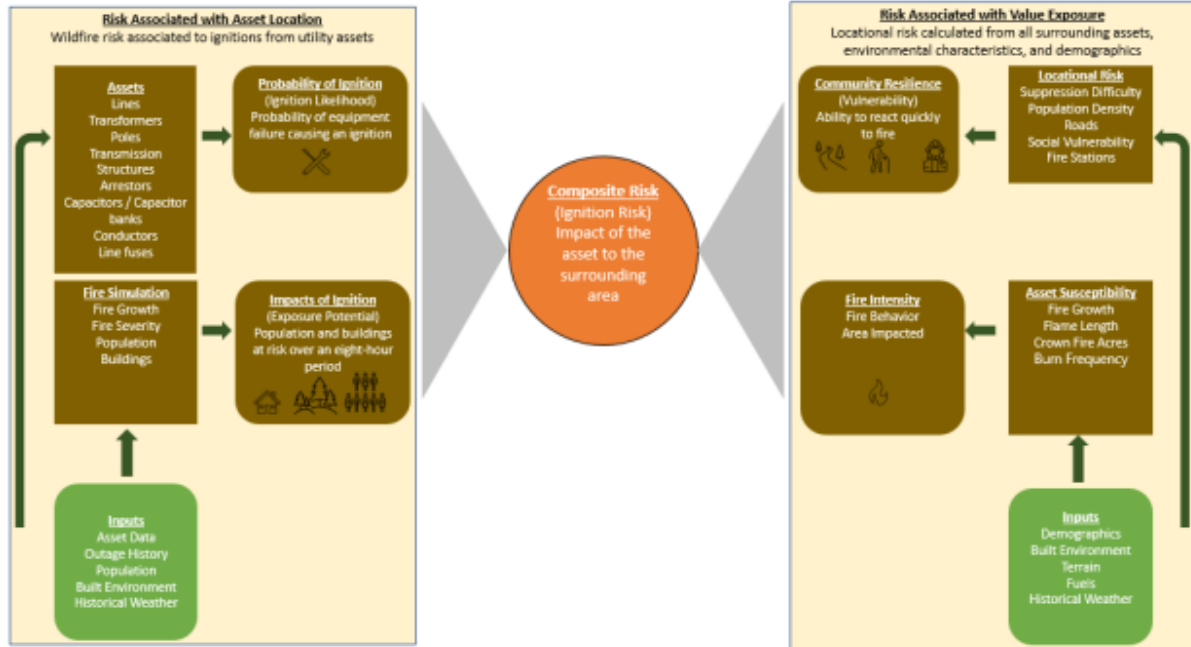 Risk Associated with Asset Location
Wildfire risk associated to ignitions from utility assets
Assets
Lines
Transformers
Poles
Transmission
Structures
Arrestors
Capacitors / Capacitor
banks
Conductors
Line fuses
Probability of Ignition
(Ignition Likelihood)
Probability of equipment
failure causing an ignition
Fire Simulation
Fire Growth
Fire Severity
Population
Buildings
Impacts of Ignition
(Exposure Potential)
Population and buildings
at risk over an eight-hour
period
Inputs
Asset Data
Outage History
Population
Built Environment
Historical Weather
Composite Risk
(Ignition Risk)
Impact of the
asset to the
surrounding
area
Risk Associated with Value Exposure
Locational risk calculated from all surrounding assets,
environmental characteristics, and demographics
Community Resilience
(Vulnerability)
Ability to react quickly
to fire
Locational Risk
Suppression Difficulty
Population Density
Roads
Social Vulnerability
Fire Stations
Fire Intensity
Fire Behavior
Area Impacted
Asset Susceptibility
Fire Growth
Flame Length
Crown Fire Acres
Burn Frequency
Inputs
Demographics
Built Environment
Terrain
Fuels
Historical Weather